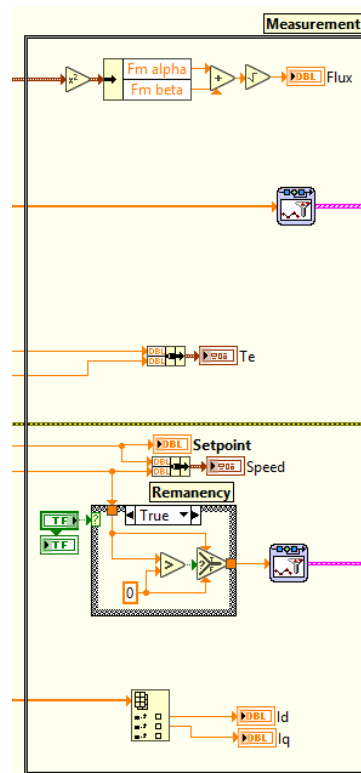 Measurement
x²
Fm alpha
Fm beta
+
√
DBL
Flux
DBL
DBL
Te
DBL
Setpoint
DBL
DBL
Speed
Remanency
TF
?
True
TF
>
?
T
F
0
DBL
Id
DBL
Iq